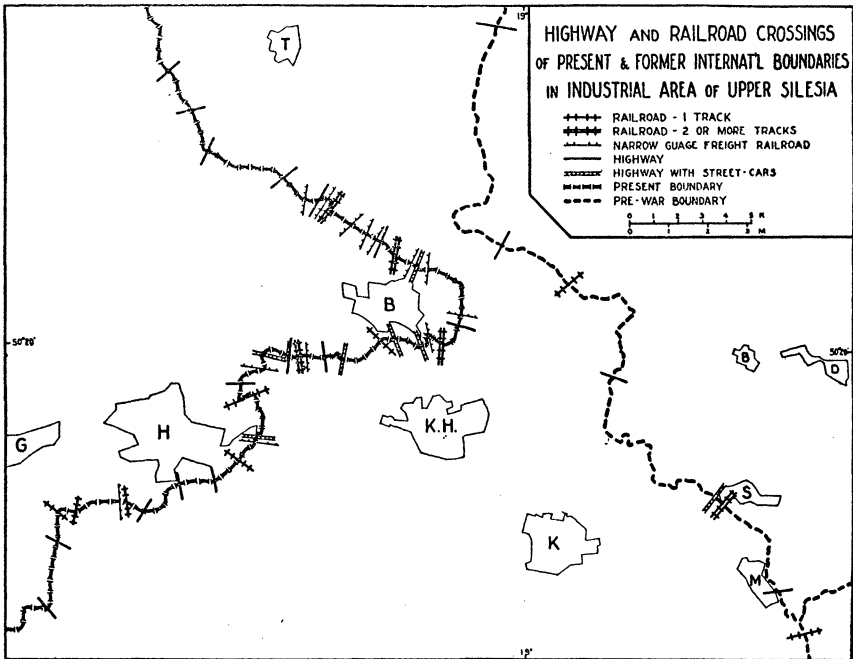 HIGHWAY AND RAILROAD CROSSINGS
OF PRESENT & FORMER INTERNAT'L BOUNDARIES
IN INDUSTRIAL AREA OF UPPER SILESIA
RAILROAD - 1 TRACK
RAILROAD - 2 OR MORE TRACKS
NARROW GUAGE FREIGHT RAILROAD
HIGHWAY
HIGHWAY WITH STREET-CARS
PRESENT BOUNDARY
PRE-WAR BOUNDARY
0 1 2 3 4 5 K
0 1 2 3 M
19°
T
B
50°20'
50°20'
B
D
G
H
K.H.
S
K
M
19°